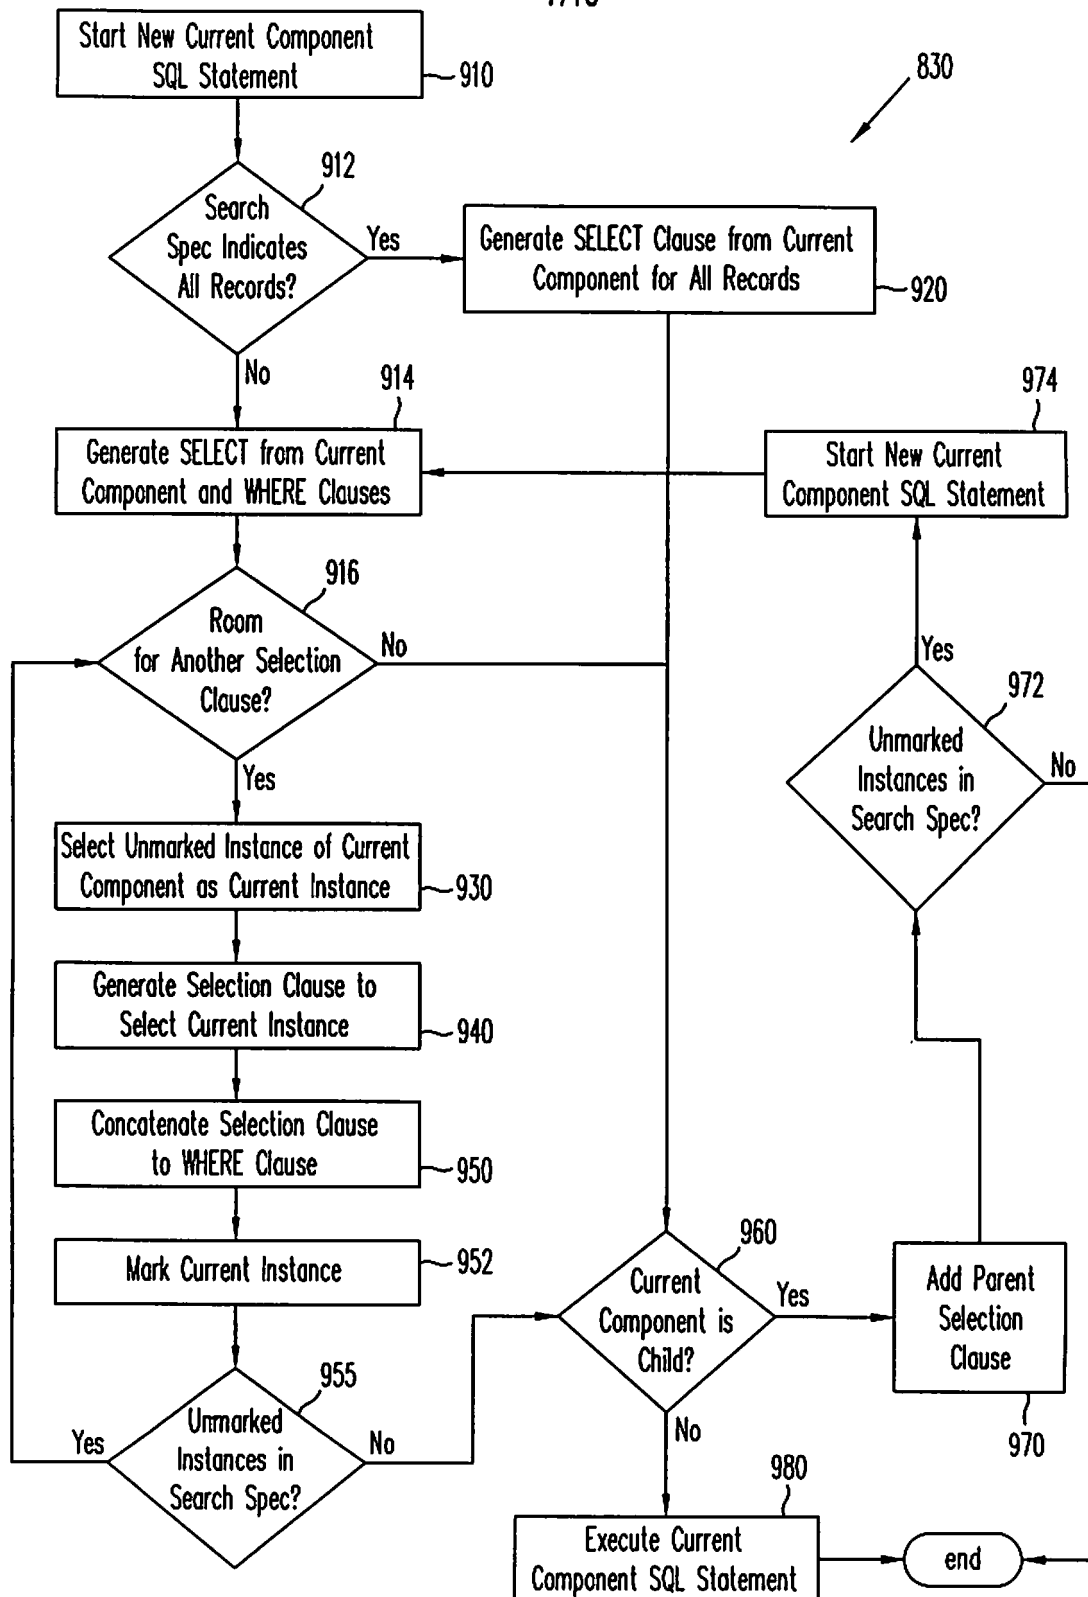 Start New Current Component
SQL Statement
910
830
912
Search
Spec Indicates
All Records?
Yes
Generate SELECT Clause from Current
Component for All Records
920
No
914
Generate SELECT from Current
Component and WHERE Clauses
974
Start New Current
Component SQL Statement
916
Room
for Another Selection
Clause?
No
Yes
Yes
972
Unmarked
Instances in
Search Spec?
No
Select Unmarked Instance of Current
Component as Current Instance
930
Generate Selection Clause to
Select Current Instance
940
Concatenate Selection Clause
to WHERE Clause
950
Mark Current Instance
952
955
Unmarked
Instances in
Search Spec?
Yes
No
960
Current
Component is
Child?
Yes
No
Add Parent
Selection
Clause
970
980
Execute Current
Component SQL Statement
end